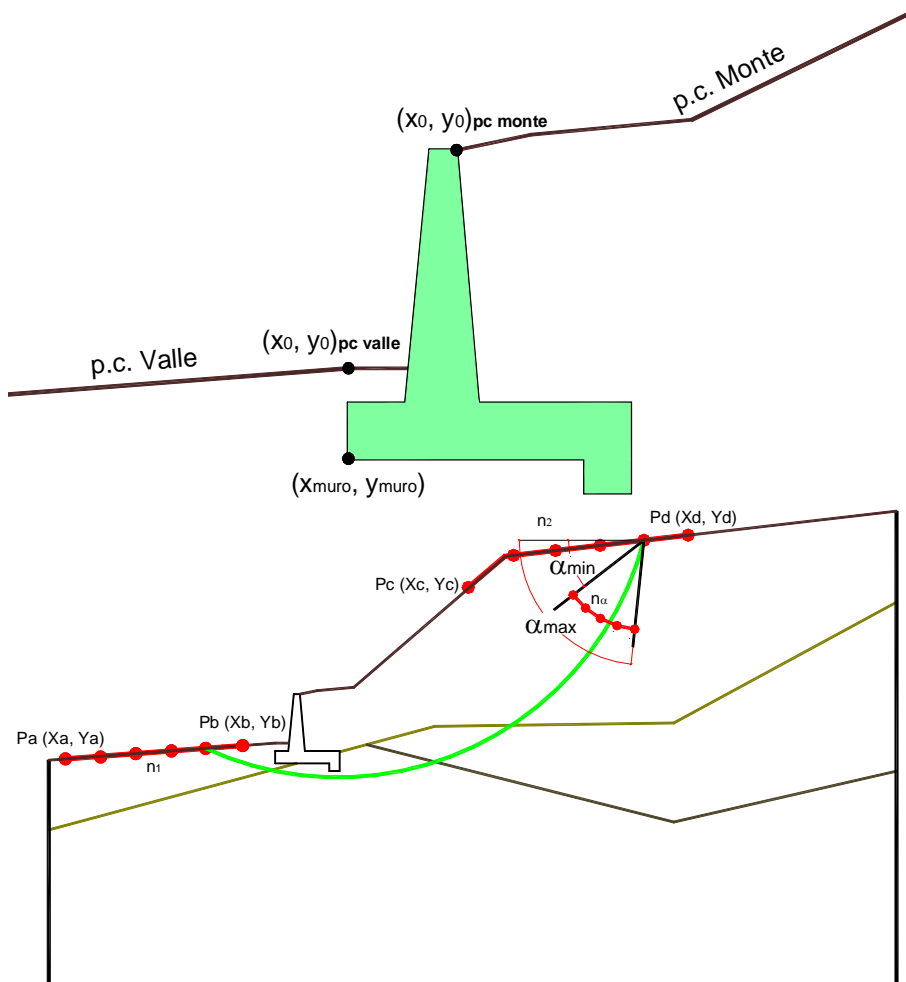 p.c. Monte
(x0, y0)pc monte
(x0, y0)pc valle
p.c. Valle
(xmuro, ymuro)
n2
Pd (Xd, Yd)
αmin
Pc (Xc, Yc)
nα
αmax
Pb (Xb, Yb)
Pa (Xa, Ya)
n1